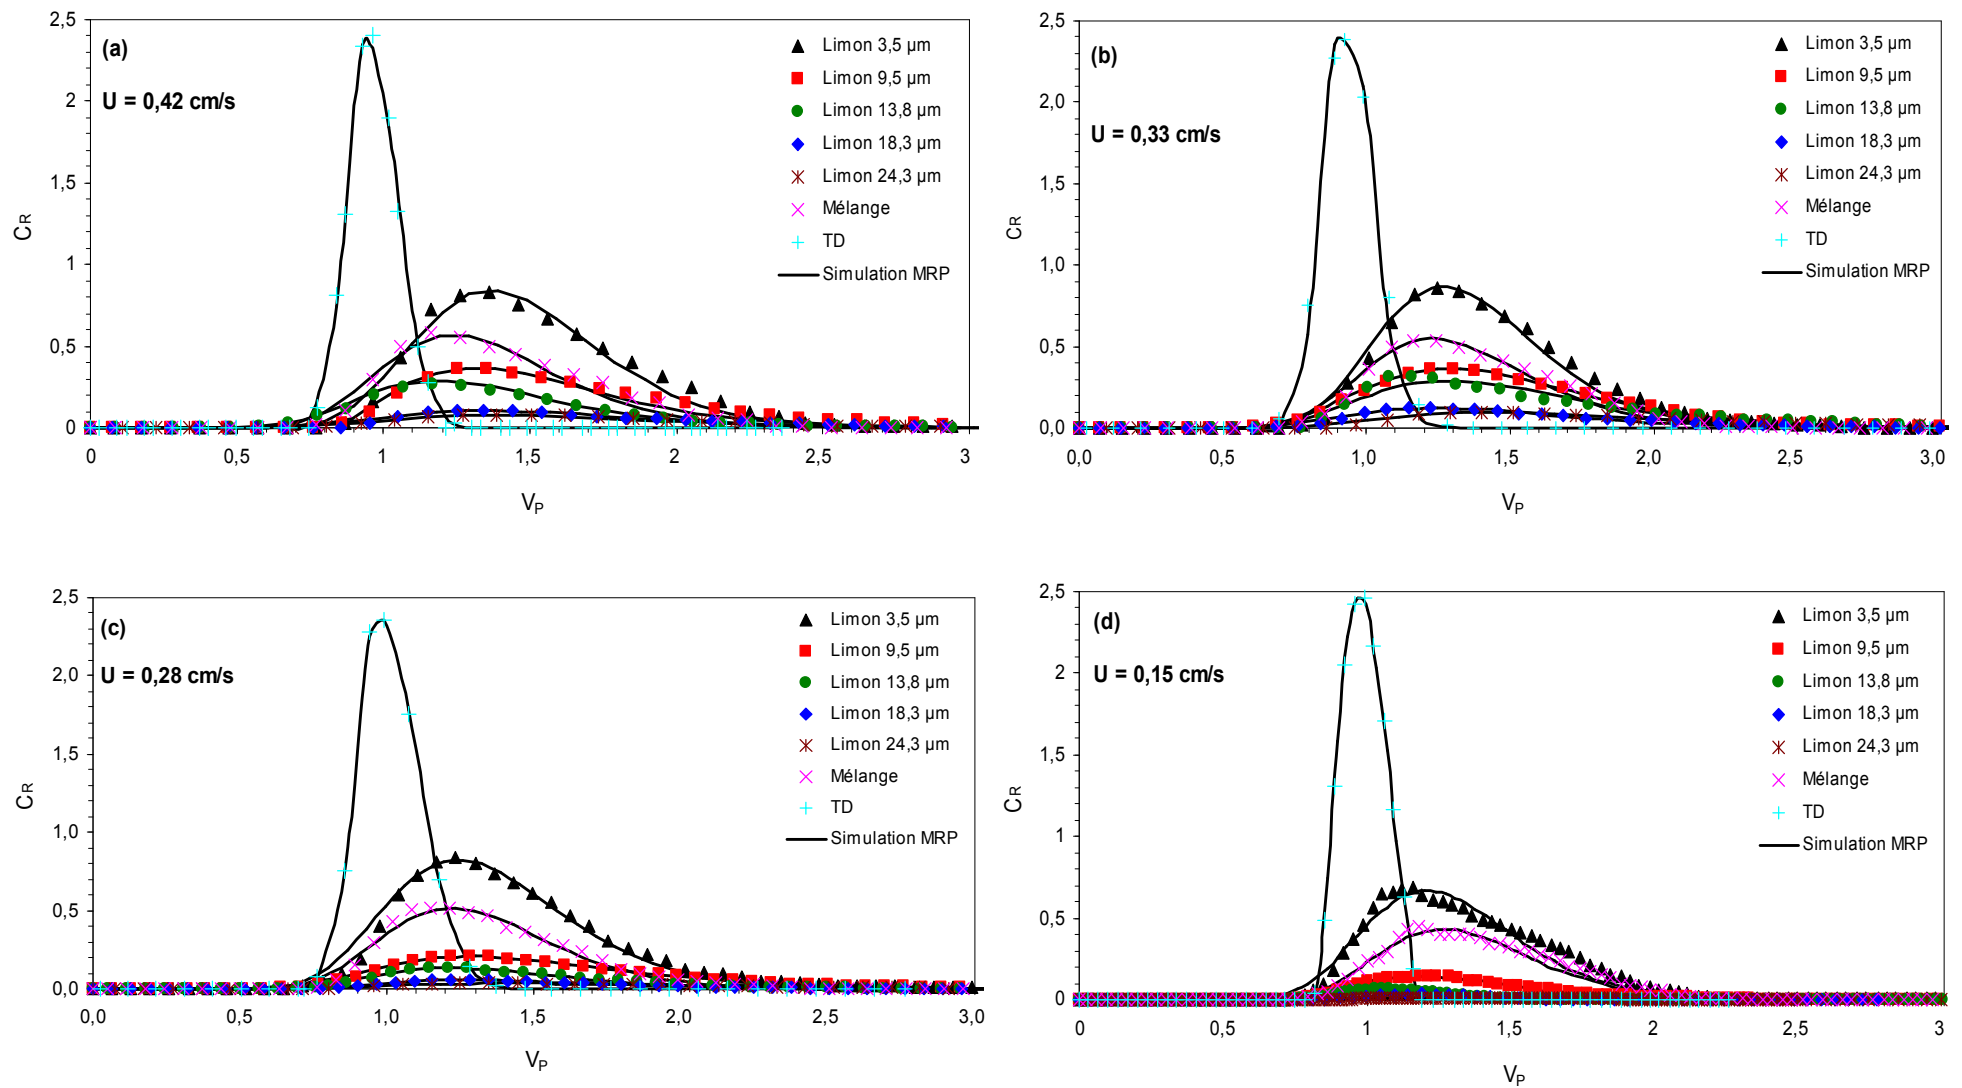 (a)
U = 0,42 cm/s
2,5
2
1,5
1
0,5
0
0
0,5
1
1,5
2
2,5
3
C_R
V_P
Limon 3,5 µm
Limon 9,5 µm
Limon 13,8 µm
Limon 18,3 µm
Limon 24,3 µm
Mélange
TD
Simulation MRP
(b)
U = 0,33 cm/s
2,5
2,0
1,5
1,0
0,5
0,0
0,0
0,5
1,0
1,5
2,0
2,5
3,0
C_R
V_P
Limon 3,5 µm
Limon 9,5 µm
Limon 13,8 µm
Limon 18,3 µm
Limon 24,3 µm
Mélange
TD
Simulation MRP
(c)
U = 0,28 cm/s
2,5
2,0
1,5
1,0
0,5
0,0
0,0
0,5
1,0
1,5
2,0
2,5
3,0
C_R
V_P
Limon 3,5 µm
Limon 9,5 µm
Limon 13,8 µm
Limon 18,3 µm
Limon 24,3 µm
Mélange
TD
Simulation MRP
(d)
U = 0,15 cm/s
2,5
2
1,5
1
0,5
0
0
0,5
1
1,5
2
2,5
3
C_R
V_P
Limon 3,5 µm
Limon 9,5 µm
Limon 13,8 µm
Limon 18,3 µm
Limon 24,3 µm
Mélange
TD
Simulation MRP